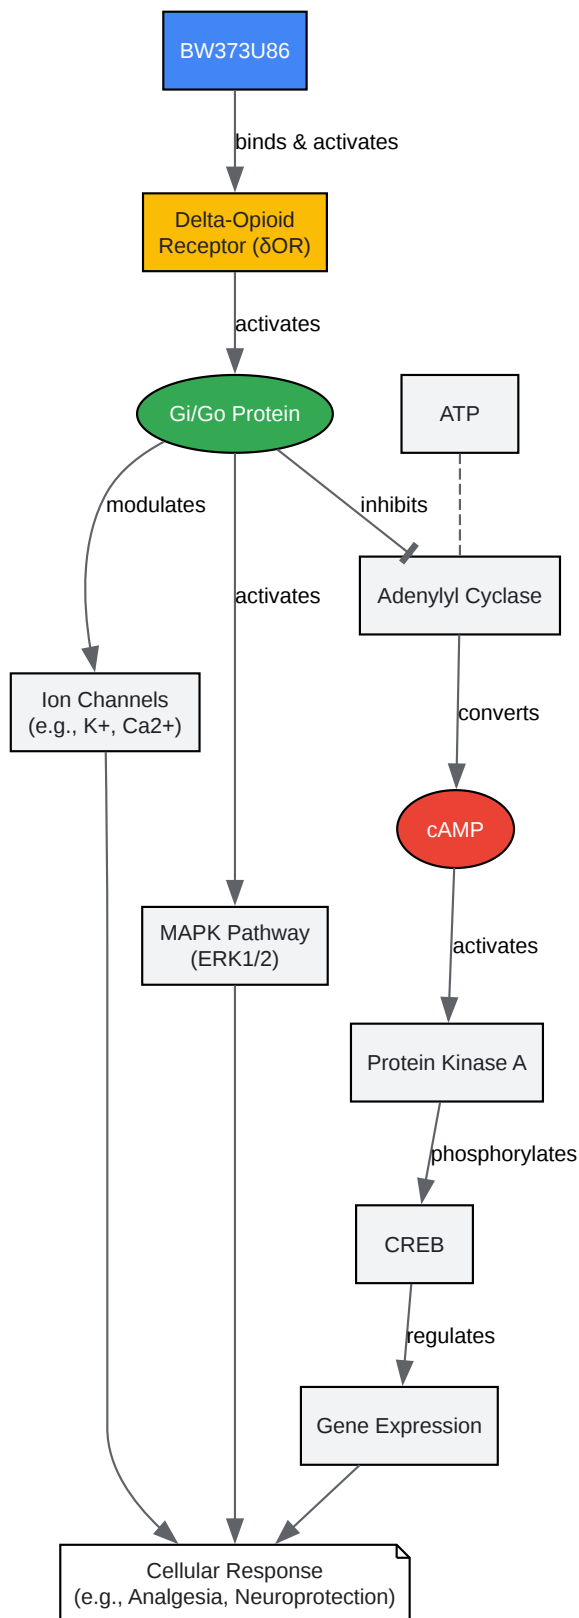 BW373U86
binds & activates
Delta-Opioid
Receptor (δOR)
activates
Gi/Go Protein
ATP
modulates
inhibits
activates
Adenylyl Cyclase
Ion Channels
(e.g., K+, Ca2+)
converts
cAMP
MAPK Pathway
(ERK1/2)
activates
Protein Kinase A
phosphorylates
CREB
regulates
Gene Expression
Cellular Response
(e.g., Analgesia, Neuroprotection)